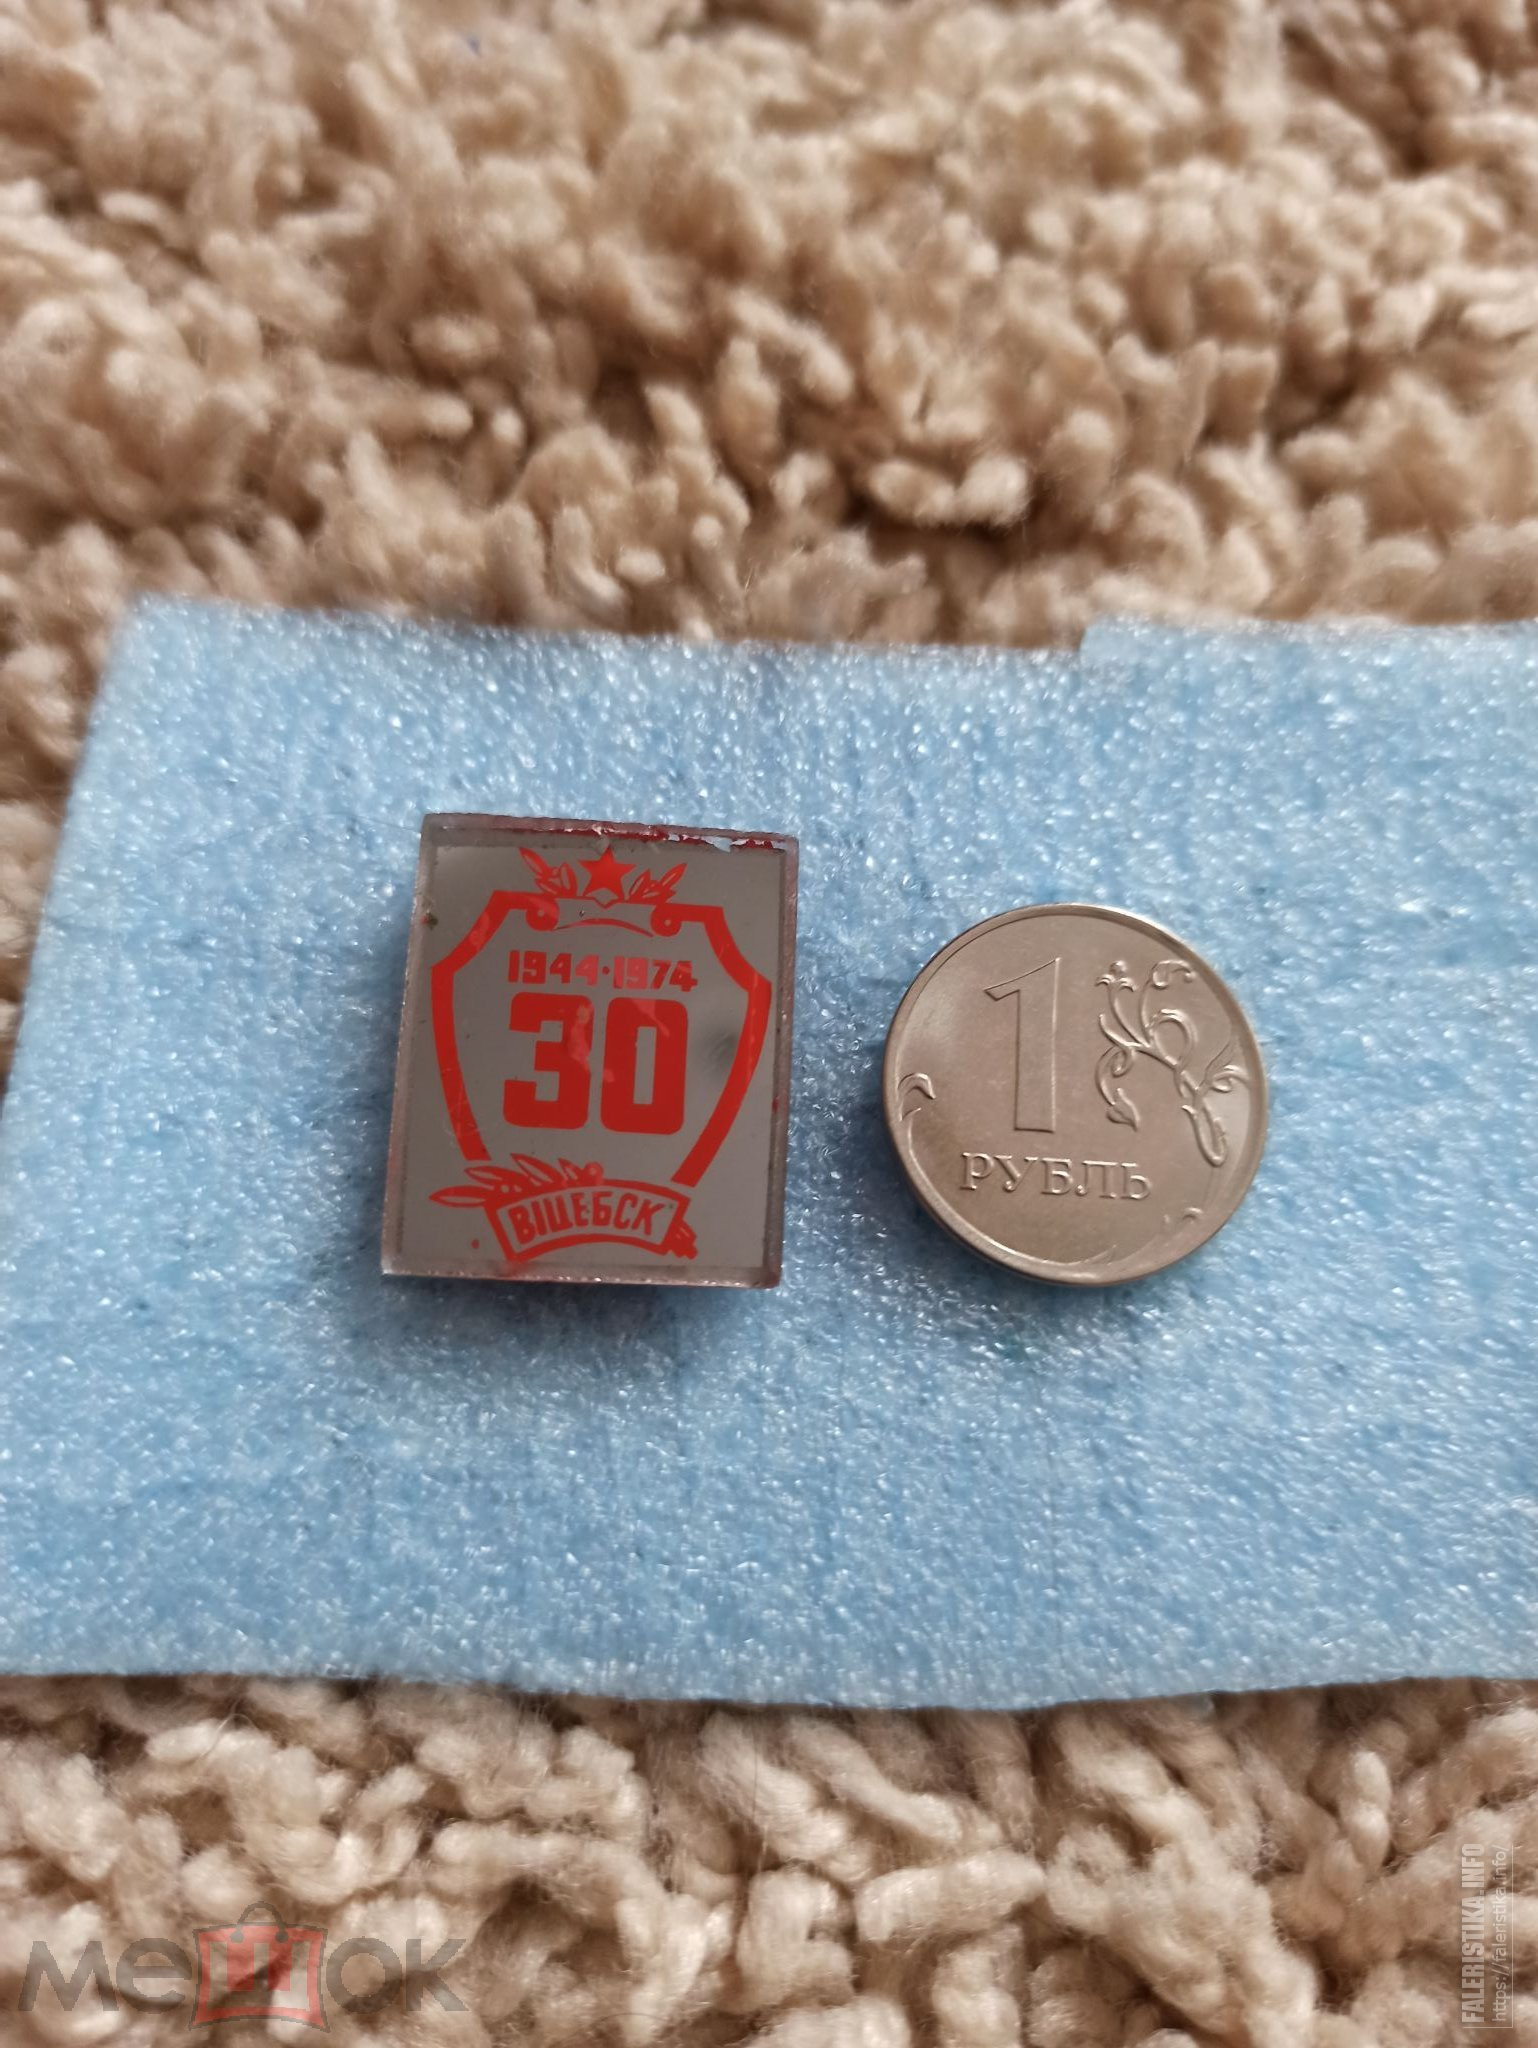 1944·1974
30
ВІЦЕБСК
1
РУБЛЬ
мешок
FALERISTIKA.INFO
https://faleristika.info/